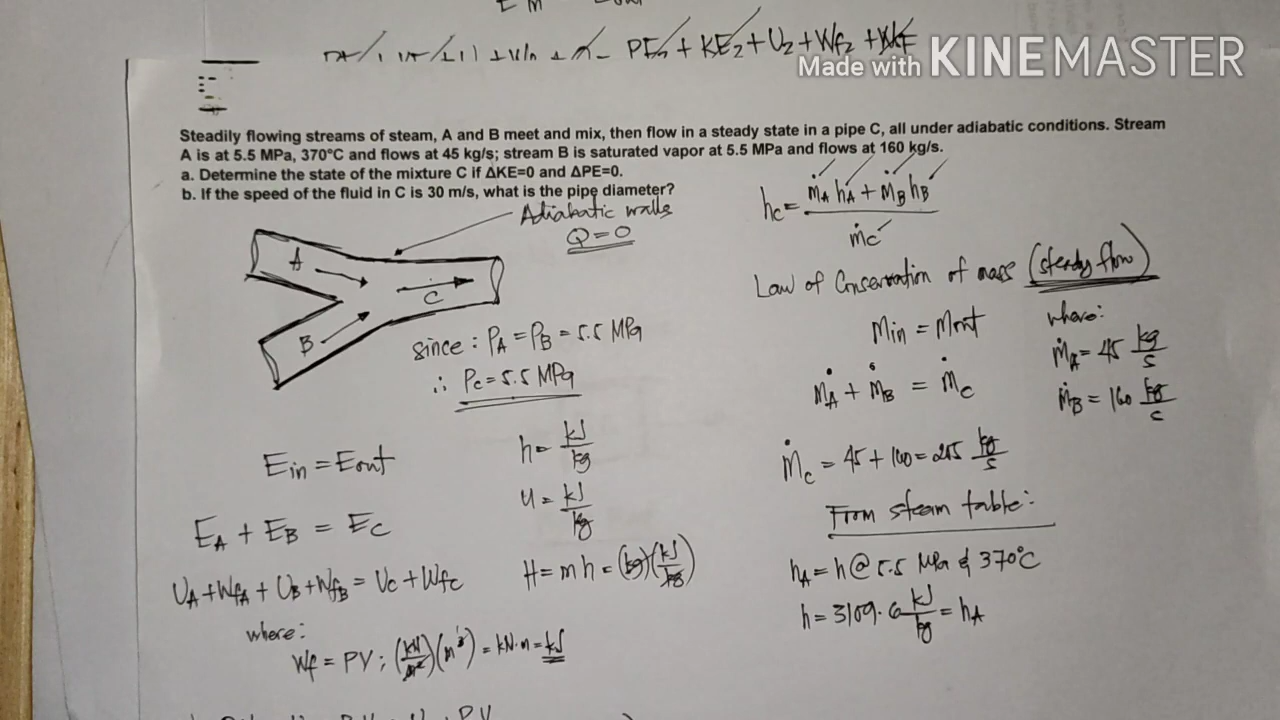 PE2 + KE2 + U2 + Wf2 +
Made with KINEMASTER
Steadily flowing streams of steam, A and B meet and mix, then flow in a steady state in a pipe C, all under adiabatic conditions. Stream
A is at 5.5 MPa, 370°C and flows at 45 kg/s; stream B is saturated vapor at 5.5 MPa and flows at 160 kg/s.
a. Determine the state of the mixture C if ΔKE=0 and ΔPE=0.
b. If the speed of the fluid in C is 30 m/s, what is the pipe diameter?
Adiabatic walls
Q=0
A
B
C
since: PA = PB = 5.5 MPa
∴ Pc = 5.5 MPa
Ein = Eout
EA + EB = EC
UA + WfA + UB + WfB = UC + WfC
where:
Wf = PV; (kN/m²)(m³) = kN·m = kJ
h = kJ/kg
u = kJ/kg
H = mh = (kg)(kJ/kg)
hc = ṁA hA + ṁB hB / ṁc
Law of Conservation of mass (steady flow)
Min = Mout
ṁA + ṁB = ṁC
where:
ṁA = 45 kg/s
ṁB = 160 kg/s
ṁc = 45 + 160 = 205 kg/s
From steam table:
hA = h @ 5.5 MPa & 370°C
h = 3109.6 kJ/kg = hA